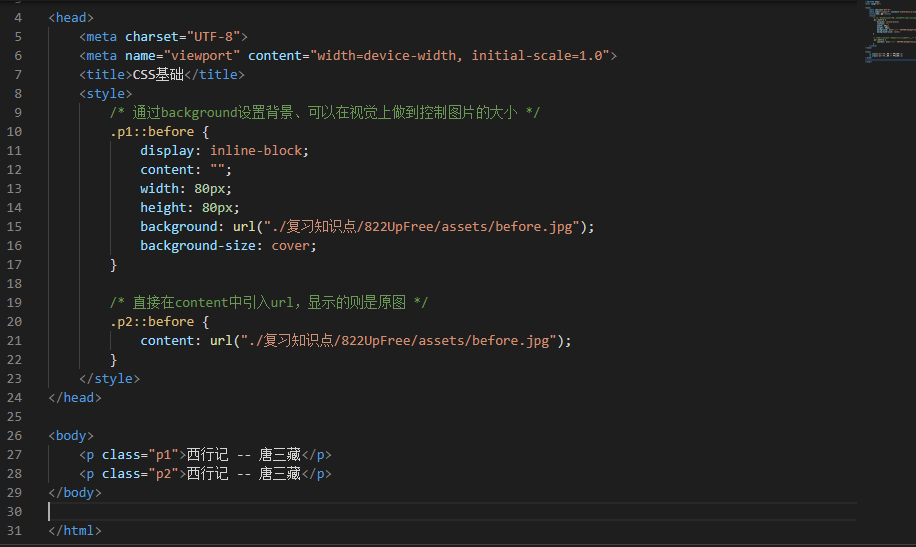 4 <head>
5 <meta charset="UTF-8">
6 <meta name="viewport" content="width=device-width, initial-scale=1.0">
7 <title>CSS基础</title>
8 <style>
9 /* 通过background设置背景、可以在视觉上做到控制图片的大小 */
10 .p1::before {
11 display: inline-block;
12 content: "";
13 width: 80px;
14 height: 80px;
15 background: url("./复习知识点/822UpFree/assets/before.jpg");
16 background-size: cover;
17 }
18
19 /* 直接在content中引入url，显示的则是原图 */
20 .p2::before {
21 content: url("./复习知识点/822UpFree/assets/before.jpg");
22 }
23 </style>
24 </head>
25
26 <body>
27 <p class="p1">西行记 -- 唐三藏</p>
28 <p class="p2">西行记 -- 唐三藏</p>
29 </body>
30
31 </html>